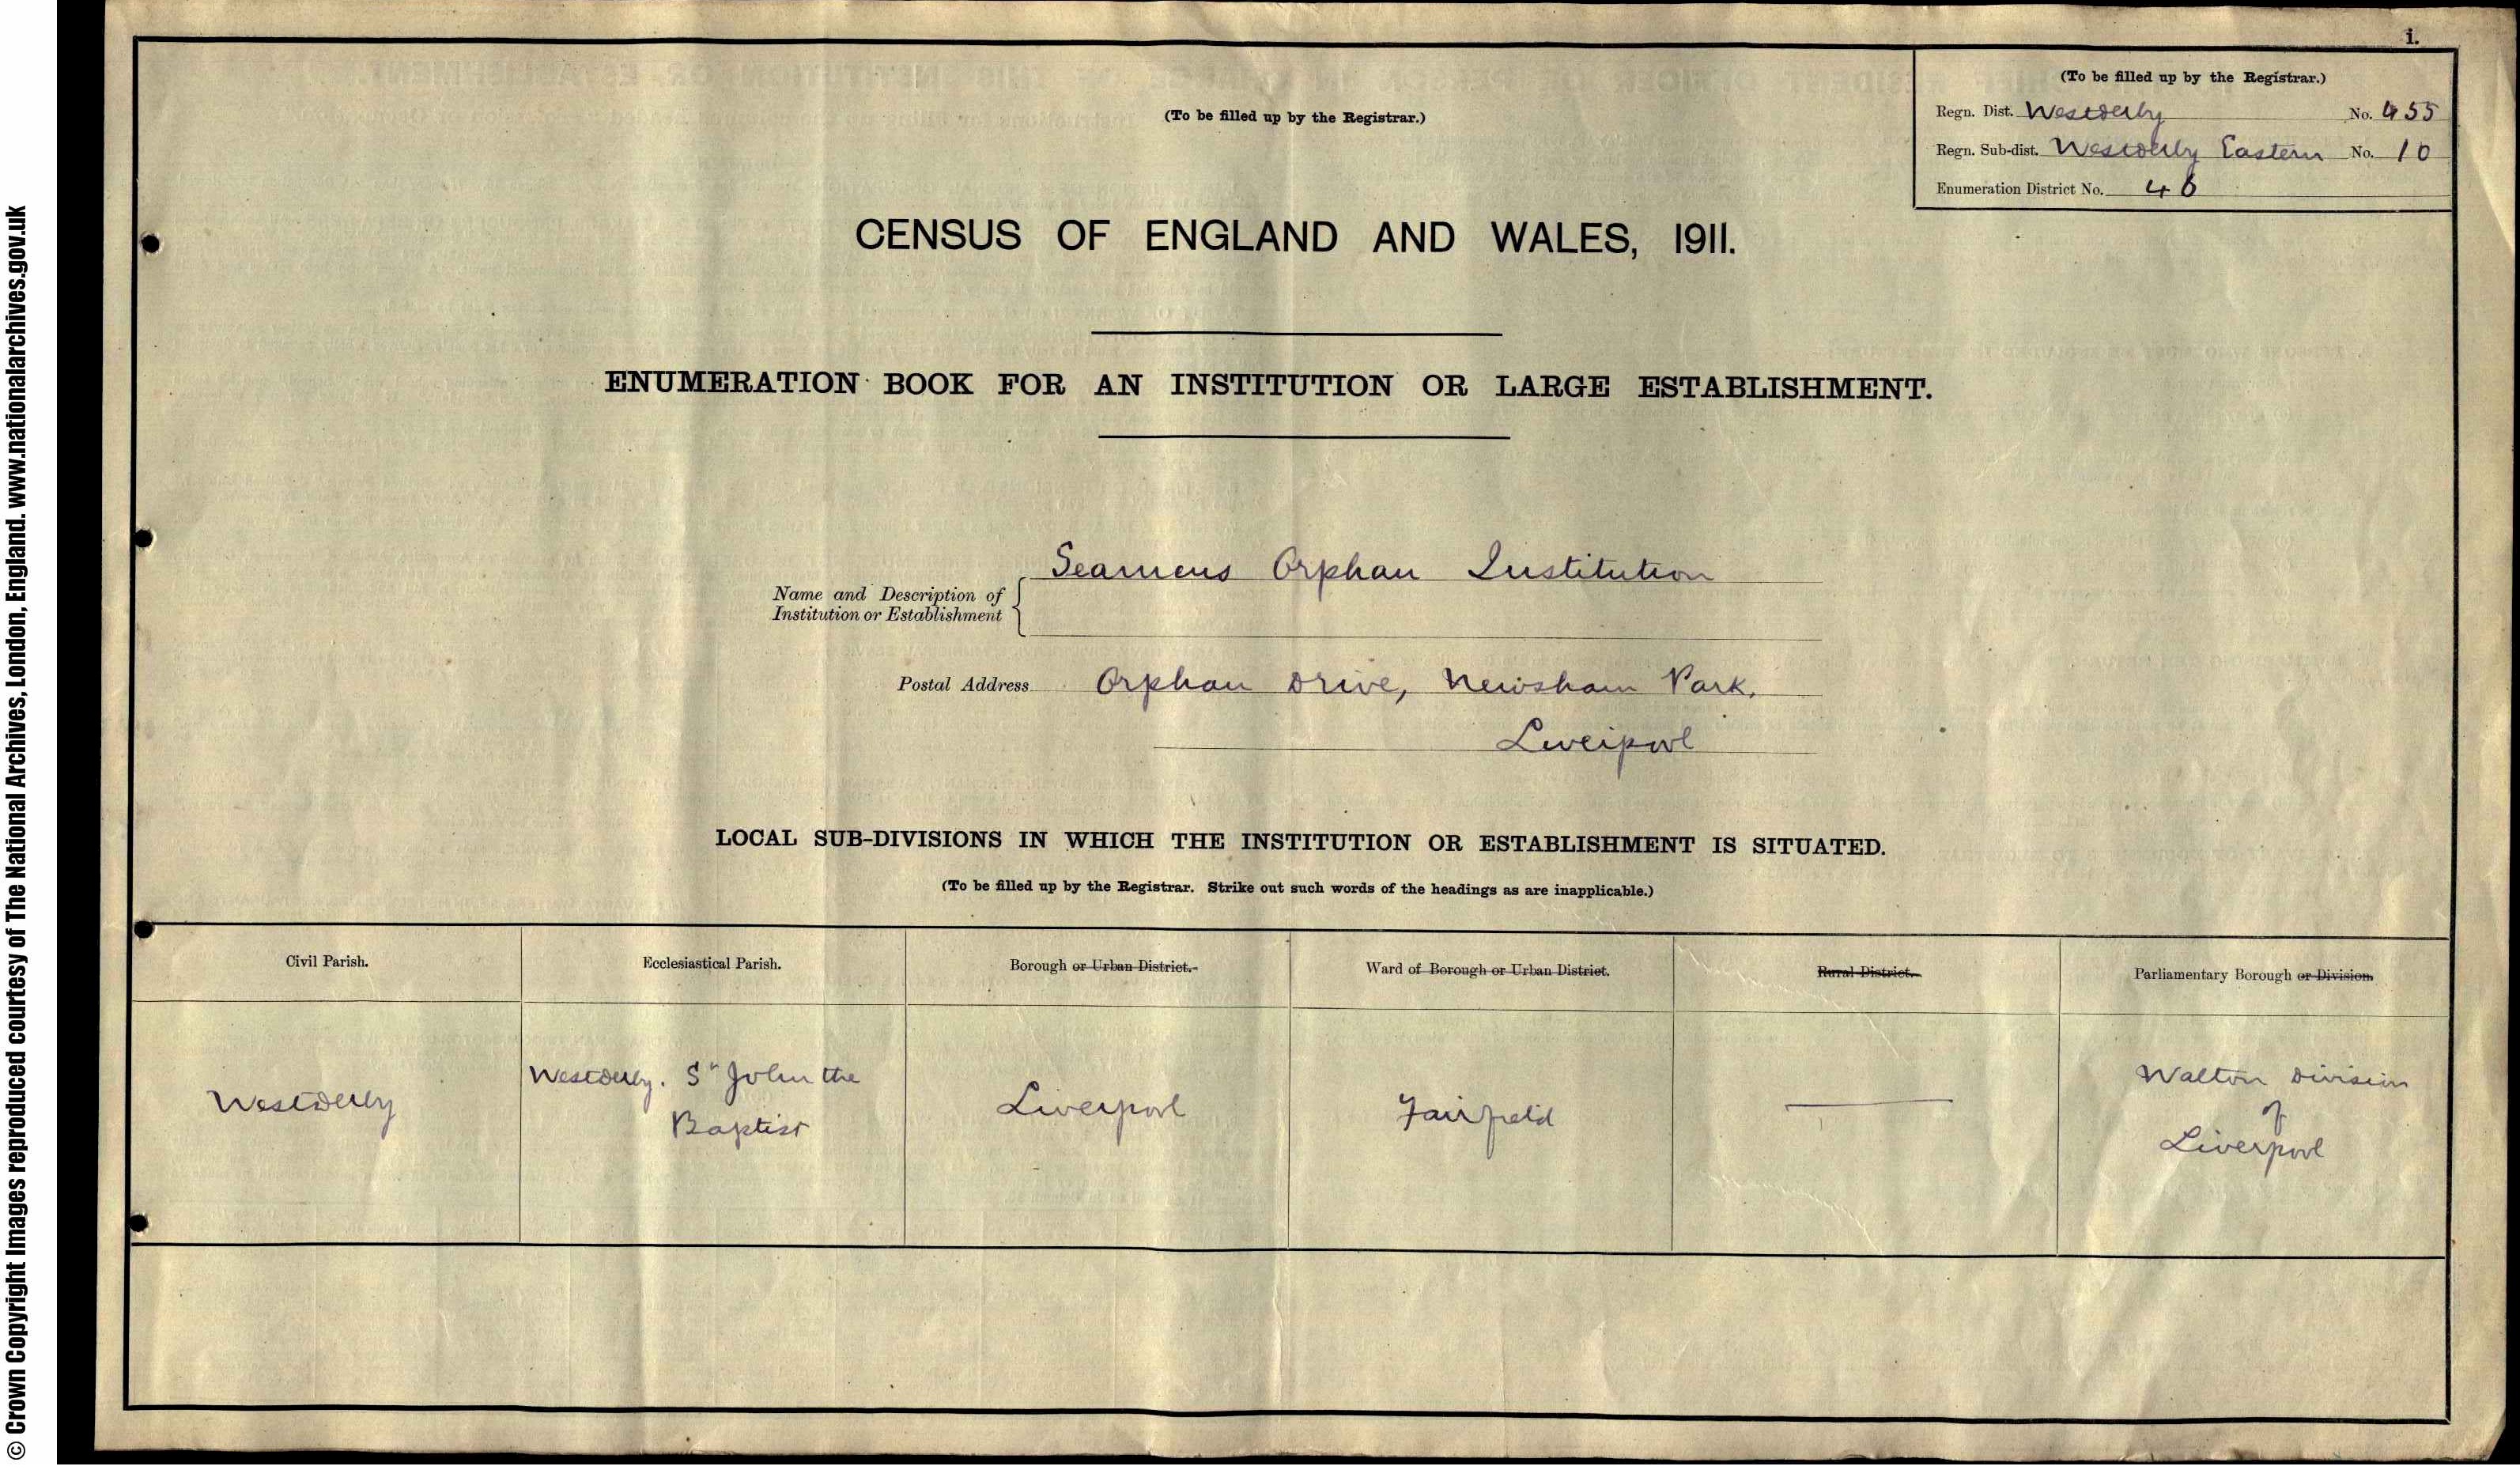 i.
(To be filled up by the Registrar.)
Regn. Dist. Westderby No. 455
Regn. Sub-dist. Westderby Eastern No. 10
Enumeration District No. 46
(To be filled up by the Registrar.)
CENSUS OF ENGLAND AND WALES, 1911.
ENUMERATION BOOK FOR AN INSTITUTION OR LARGE ESTABLISHMENT.
Name and Description of Institution or Establishment
Seamens Orphan Institution
Postal Address Orphan Drive, Newsham Park,
Liverpool
LOCAL SUB-DIVISIONS IN WHICH THE INSTITUTION OR ESTABLISHMENT IS SITUATED.
(To be filled up by the Registrar. Strike out such words of the headings as are inapplicable.)
Civil Parish.
Ecclesiastical Parish.
Borough or Urban District.
Ward of Borough or Urban District.
Rural District.
Parliamentary Borough or Division.
Westderby
Westderby. St John the
Baptist
Liverpool
Fairfield
Walton Division
of
Liverpool
© Crown Copyright Images reproduced courtesy of The National Archives, London, England. www.nationalarchives.gov.uk